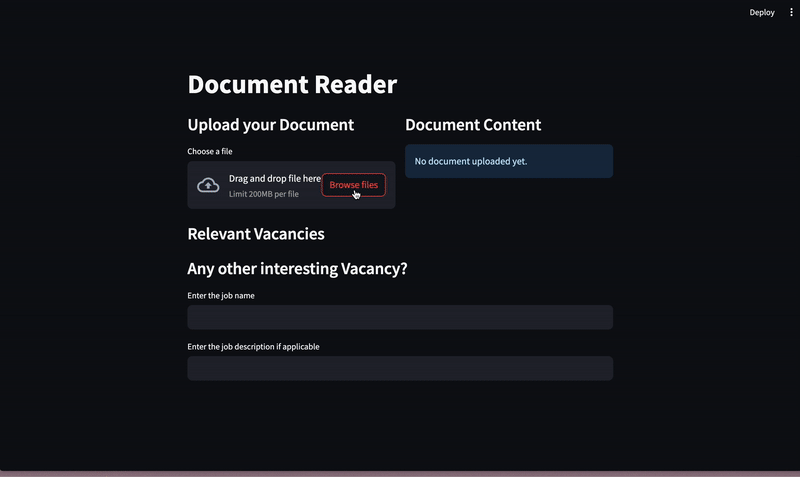 Deploy
Document Reader
Upload your Document
Choose a file
Drag and drop file here
Limit 200MB per file
Browse files
Document Content
No document uploaded yet.
Relevant Vacancies
Any other interesting Vacancy?
Enter the job name
Enter the job description if applicable